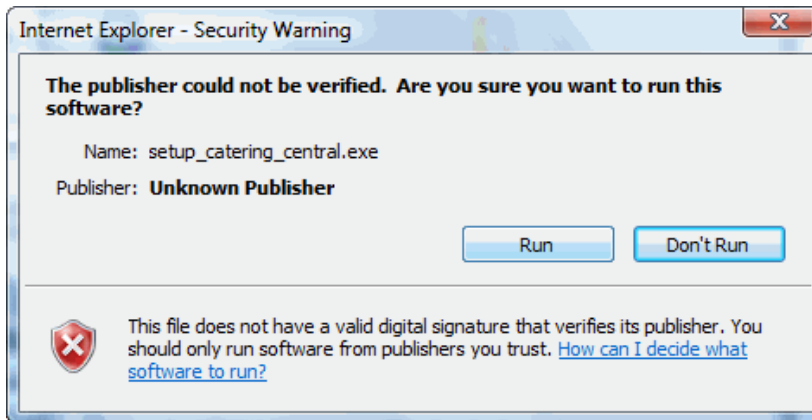 Internet Explorer - Security Warning
The publisher could not be verified. Are you sure you want to run this
software?
Name: setup_catering_central.exe
Publisher: Unknown Publisher
Run Don't Run
This file does not have a valid digital signature that verifies its publisher. You
should only run software from publishers you trust. How can I decide what
software to run?